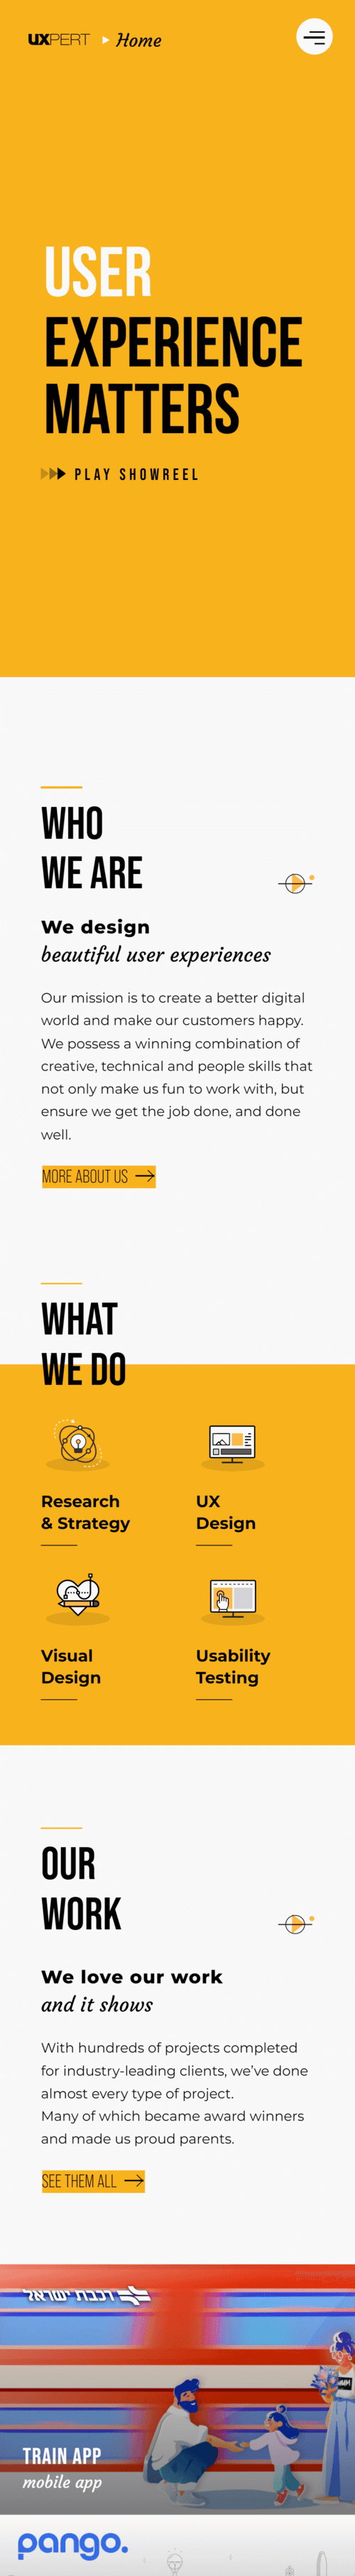 UXPERT Home
USER
EXPERIENCE
MATTERS
PLAY SHOWREEL
WHO
WE ARE
We design
beautiful user experiences
Our mission is to create a better digital
world and make our customers happy.
We possess a winning combination of
creative, technical and people skills that
not only make us fun to work with, but
ensure we get the job done, and done
well.
MORE ABOUT US
WHAT
WE DO
Research
& Strategy
UX
Design
Visual
Design
Usability
Testing
OUR
WORK
We love our work
and it shows
With hundreds of projects completed
for industry-leading clients, we’ve done
almost every type of project.
Many of which became award winners
and made us proud parents.
SEE THEM ALL
רכבת ישראל
TRAIN APP
mobile app
pango.